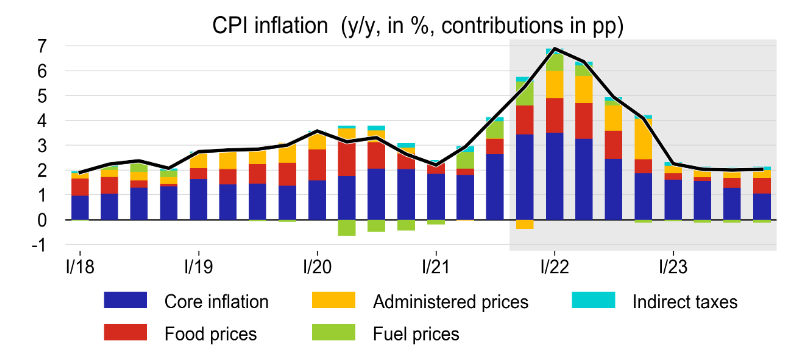 CPI inflation (y/y, in %, contributions in pp)
7
6
5
4
3
2
1
0
-1
I/18 I/19 I/20 I/21 I/22 I/23
Core inflation Administered prices Indirect taxes
Food prices Fuel prices